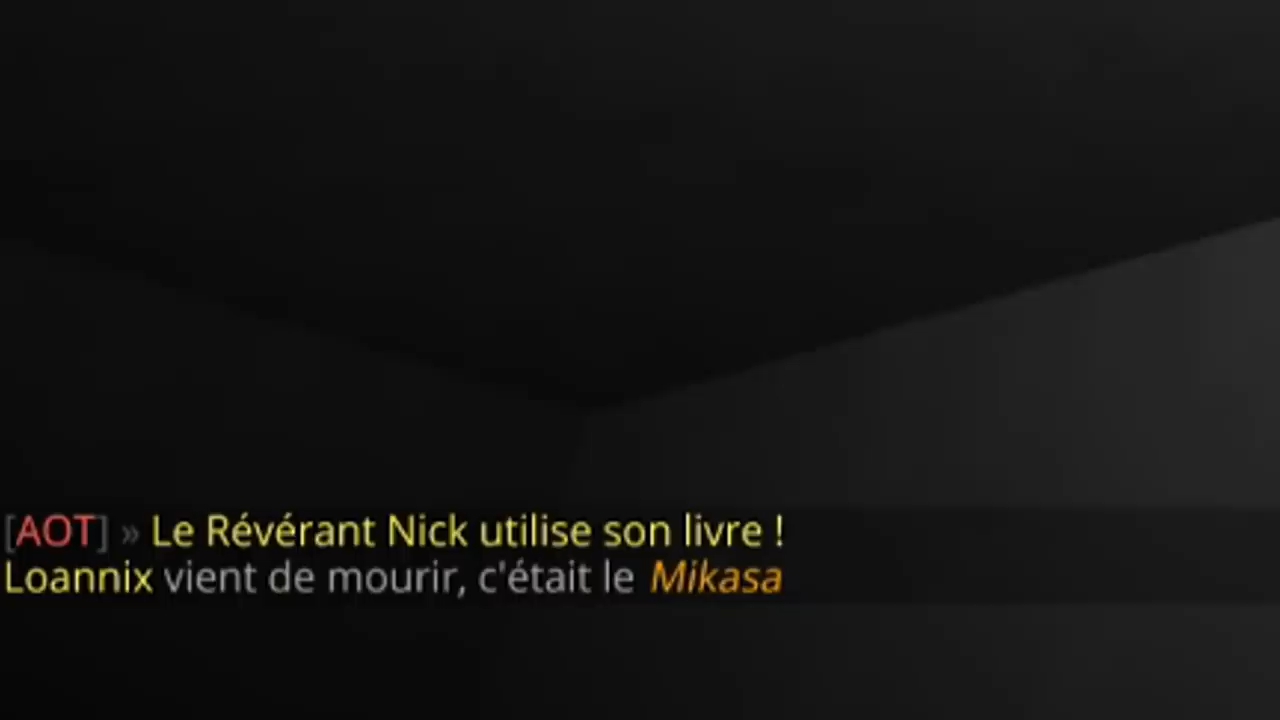 [AOT] » Le Révérant Nick utilise son livre !
Loannix vient de mourir, c'était le Mikasa